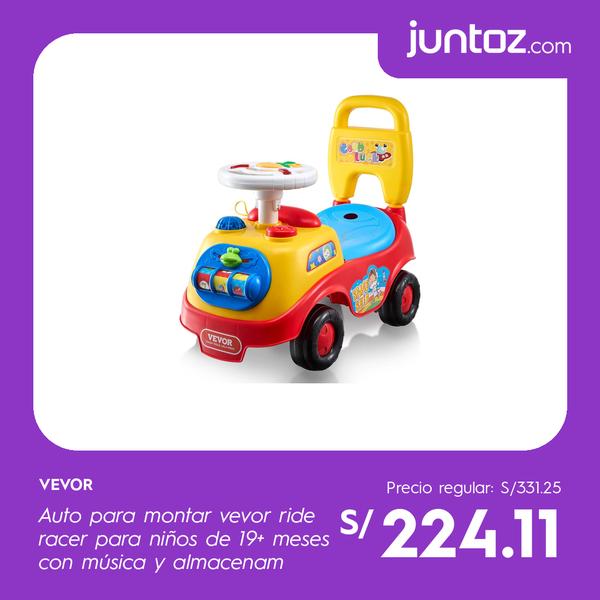 juntoz.com
VEVOR
VEVOR
Precio regular: S/331.25
Auto para montar vevor ride
racer para niños de 19+ meses
con música y almacenam
S/224.11